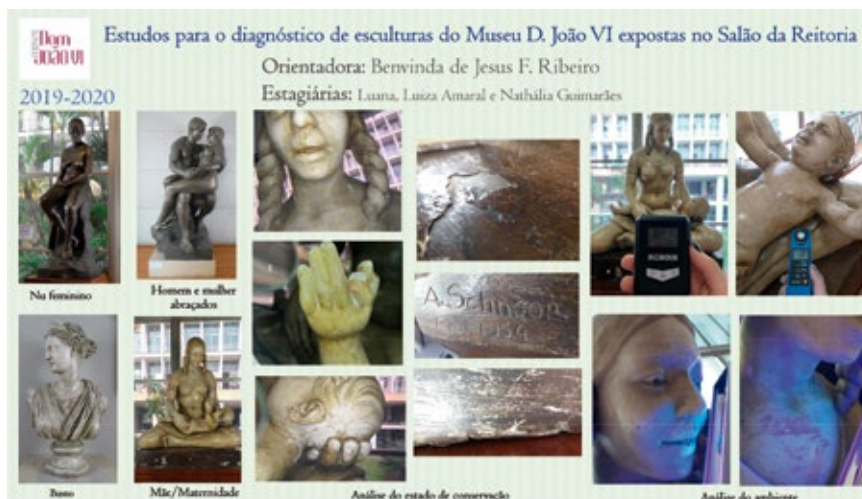 Dom
João VI
Estudos para o diagnóstico de esculturas do Museu D. João VI expostas no Salão da Reitoria
Orientadora: Benvinda de Jesus F. Ribeiro
2019-2020
Estagiárias: Luana, Luiza Amaral e Nathália Guimarães
Nu feminino
Homem e mulher
abraçados
Busto
Mãe/Maternidade
Análise do estado de conservação
Análise do ambiente